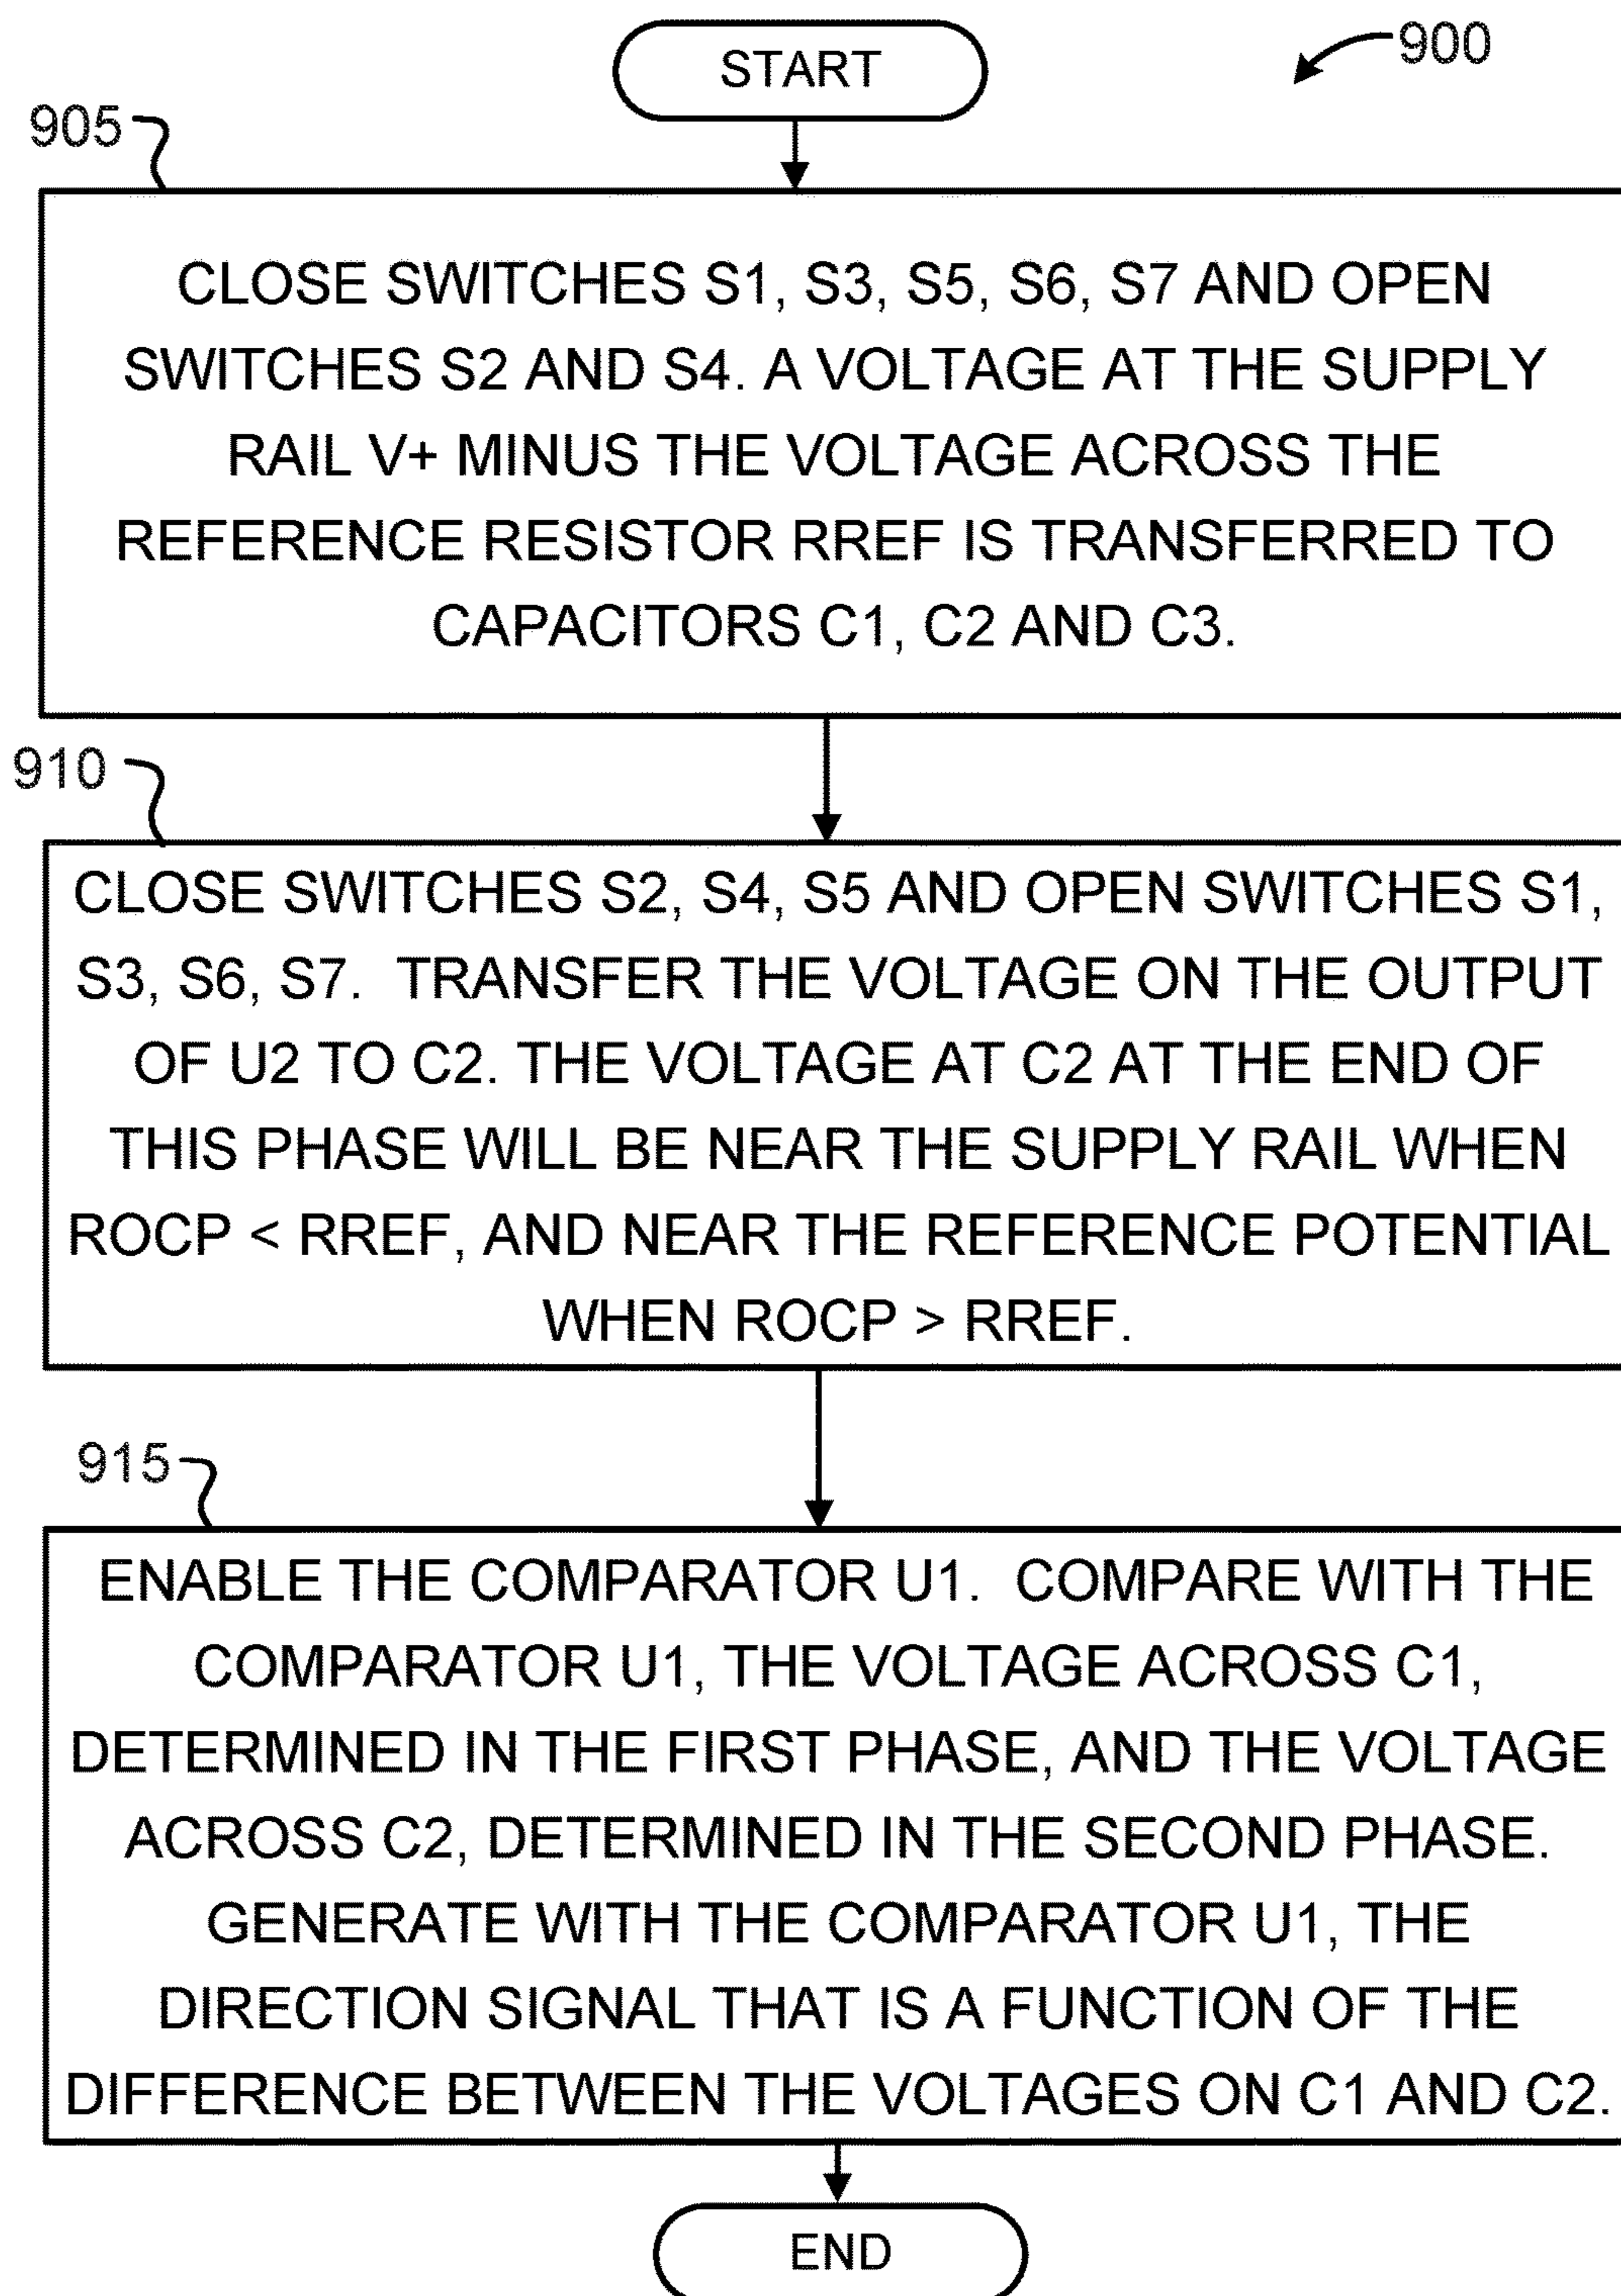 START
900
905
CLOSE SWITCHES S1, S3, S5, S6, S7 AND OPEN
SWITCHES S2 AND S4. A VOLTAGE AT THE SUPPLY
RAIL V+ MINUS THE VOLTAGE ACROSS THE
REFERENCE RESISTOR RREF IS TRANSFERRED TO
CAPACITORS C1, C2 AND C3.
910
CLOSE SWITCHES S2, S4, S5 AND OPEN SWITCHES S1,
S3, S6, S7. TRANSFER THE VOLTAGE ON THE OUTPUT
OF U2 TO C2. THE VOLTAGE AT C2 AT THE END OF
THIS PHASE WILL BE NEAR THE SUPPLY RAIL WHEN
ROCP < RREF, AND NEAR THE REFERENCE POTENTIAL
WHEN ROCP > RREF.
915
ENABLE THE COMPARATOR U1. COMPARE WITH THE
COMPARATOR U1, THE VOLTAGE ACROSS C1,
DETERMINED IN THE FIRST PHASE, AND THE VOLTAGE
ACROSS C2, DETERMINED IN THE SECOND PHASE.
GENERATE WITH THE COMPARATOR U1, THE
DIRECTION SIGNAL THAT IS A FUNCTION OF THE
DIFFERENCE BETWEEN THE VOLTAGES ON C1 AND C2.
END